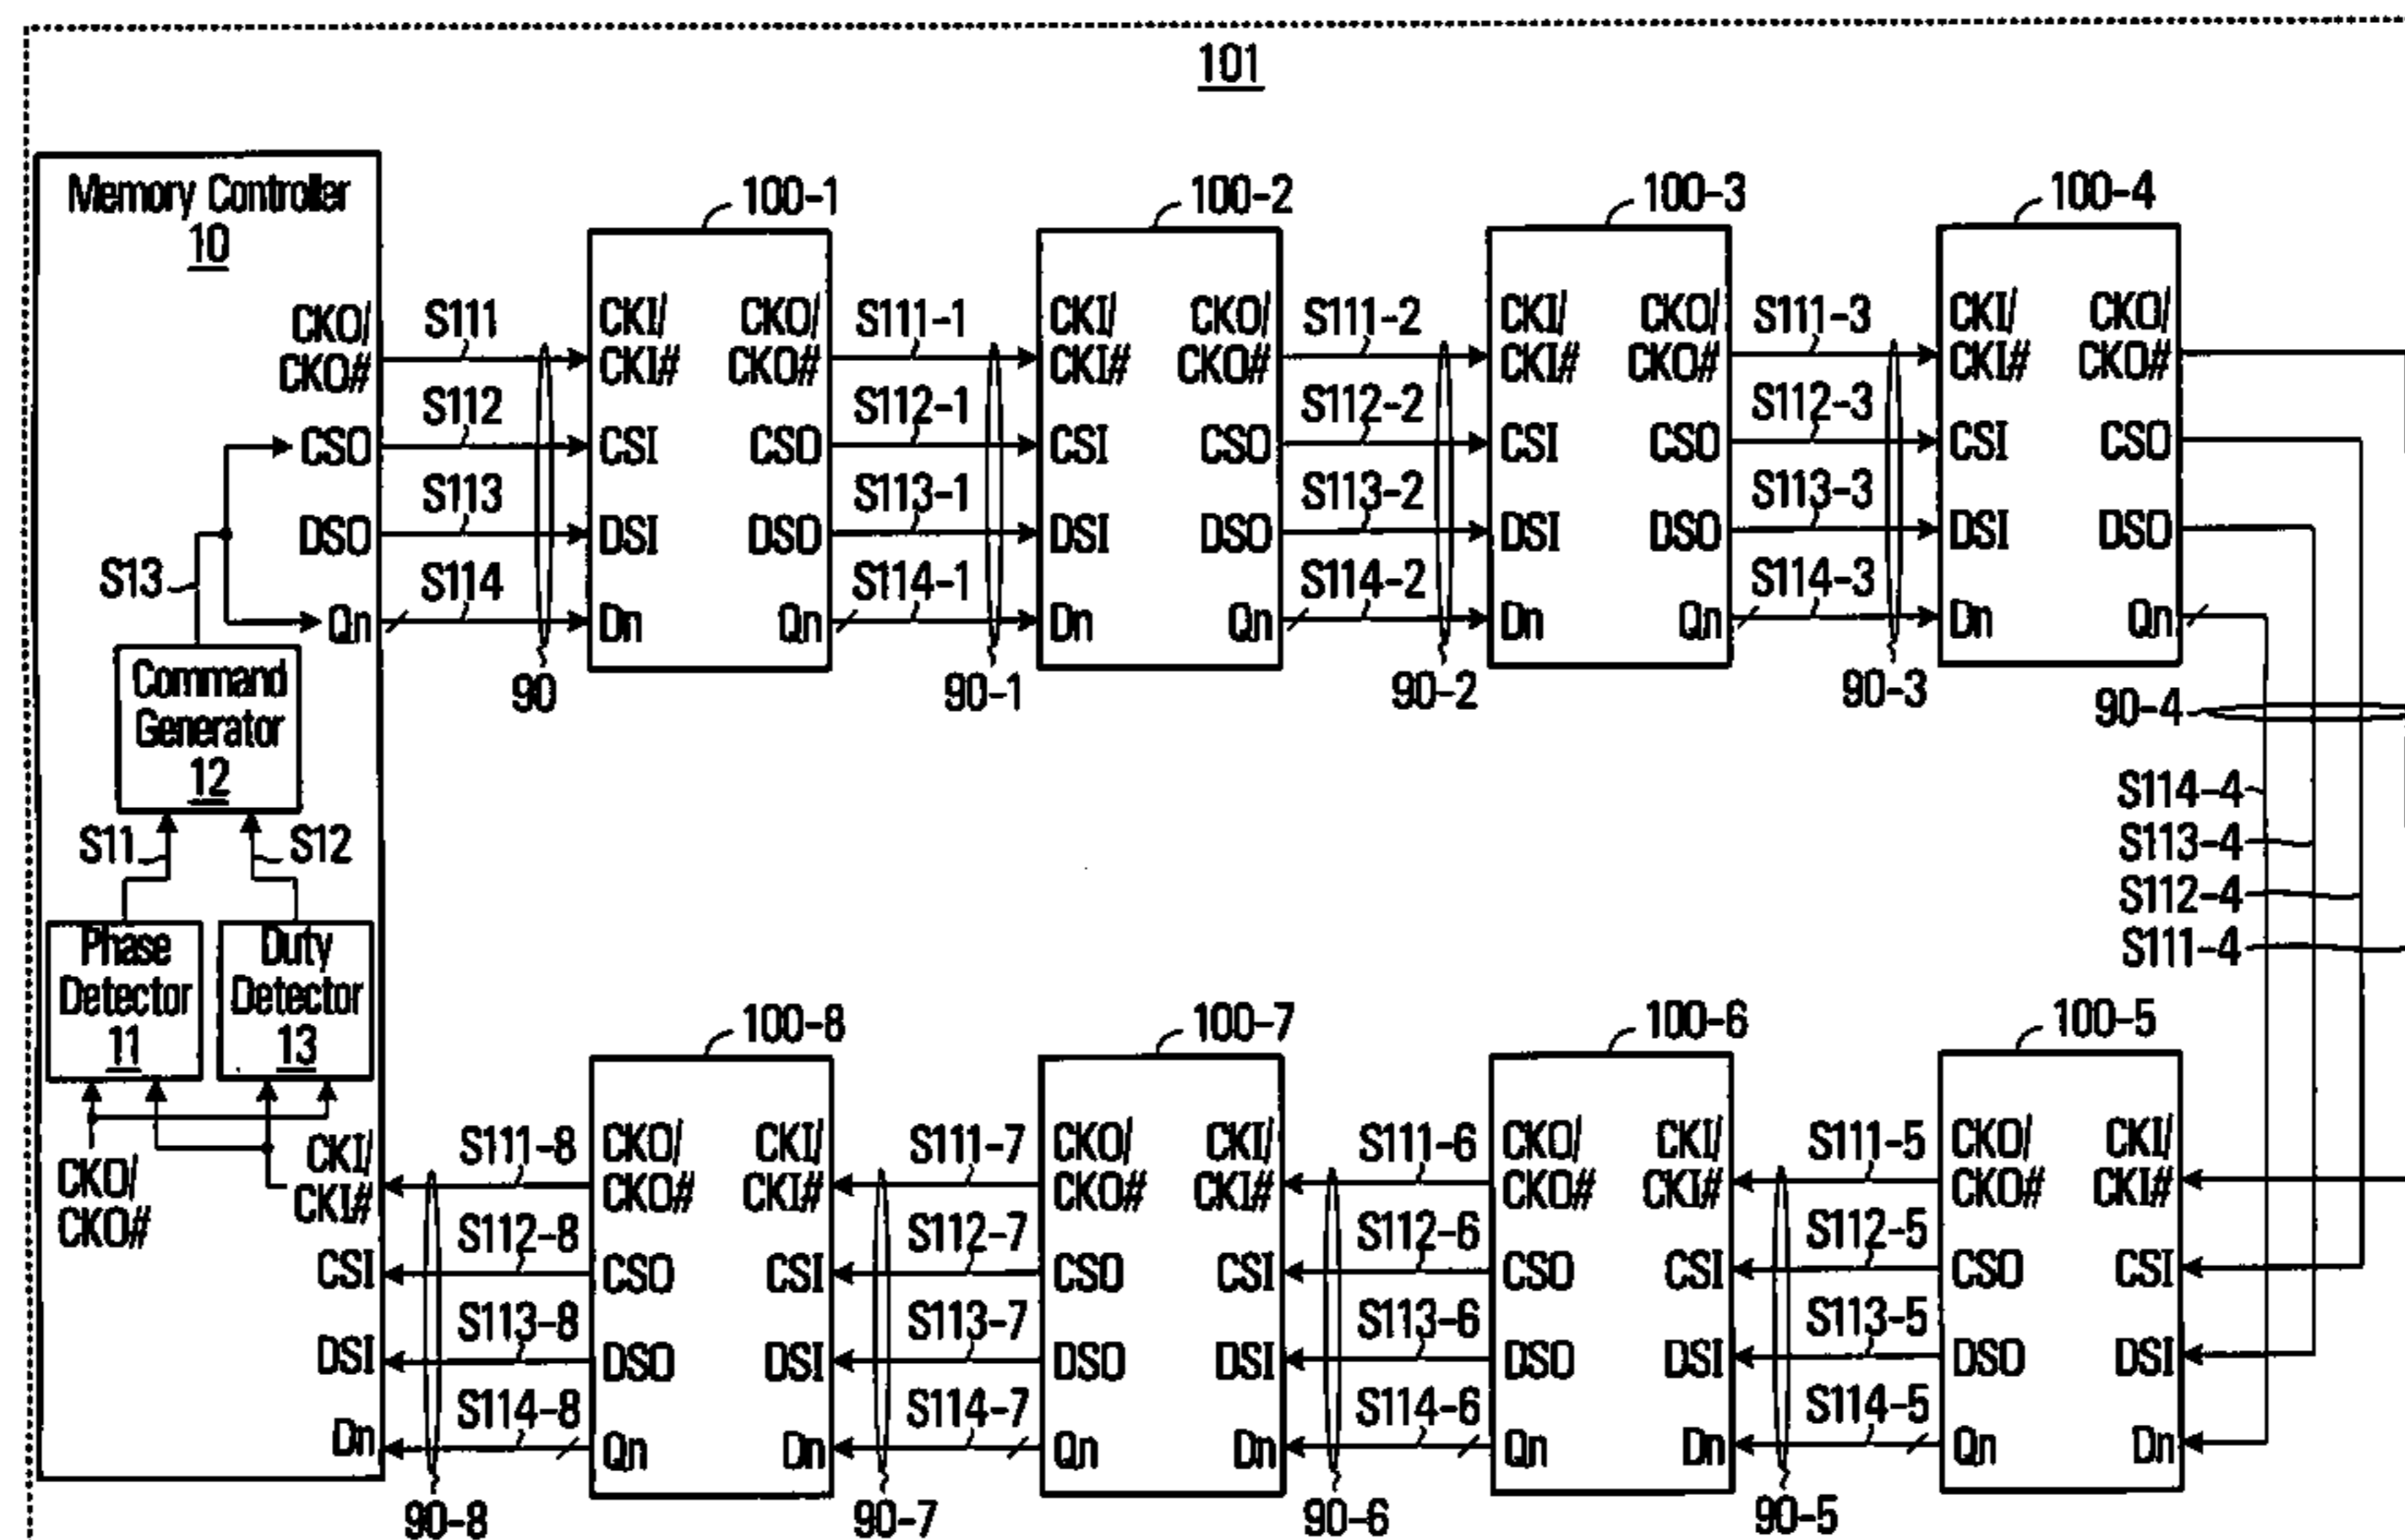 101
Memory Controller
10
CKO/
CKO#
CSO
DSO
Qn
S13
Command
Generator
12
S11
S12
Phase
Detector
11
Duty
Detector
13
CKO/
CKO#
CKI/
CKI#
CSI
DSI
Dn
S111
S112
S113
S114
90
100-1
CKI/
CKI#
CSI
DSI
Dn
CKO/
CKO#
CSO
DSO
Qn
S111-1
S112-1
S113-1
S114-1
90-1
100-2
CKI/
CKI#
CSI
DSI
Dn
CKO/
CKO#
CSO
DSO
Qn
S111-2
S112-2
S113-2
S114-2
90-2
100-3
CKI/
CKI#
CSI
DSI
Dn
CKO/
CKO#
CSO
DSO
Qn
S111-3
S112-3
S113-3
S114-3
90-3
100-4
CKI/
CKI#
CSI
DSI
Dn
CKO/
CKO#
CSO
DSO
Qn
90-4
S114-4
S113-4
S112-4
S111-4
100-8
S111-8
S112-8
S113-8
S114-8
90-8
CKO/
CKO#
CSO
DSO
Qn
CKI/
CKI#
CSI
DSI
Dn
100-7
S111-7
S112-7
S113-7
S114-7
90-7
CKO/
CKO#
CSO
DSO
Qn
CKI/
CKI#
CSI
DSI
Dn
100-6
S111-6
S112-6
S113-6
S114-6
90-6
CKO/
CKO#
CSO
DSO
Qn
CKI/
CKI#
CSI
DSI
Dn
100-5
S111-5
S112-5
S113-5
S114-5
90-5
CKO/
CKO#
CSO
DSO
Qn
CKI/
CKI#
CSI
DSI
Dn